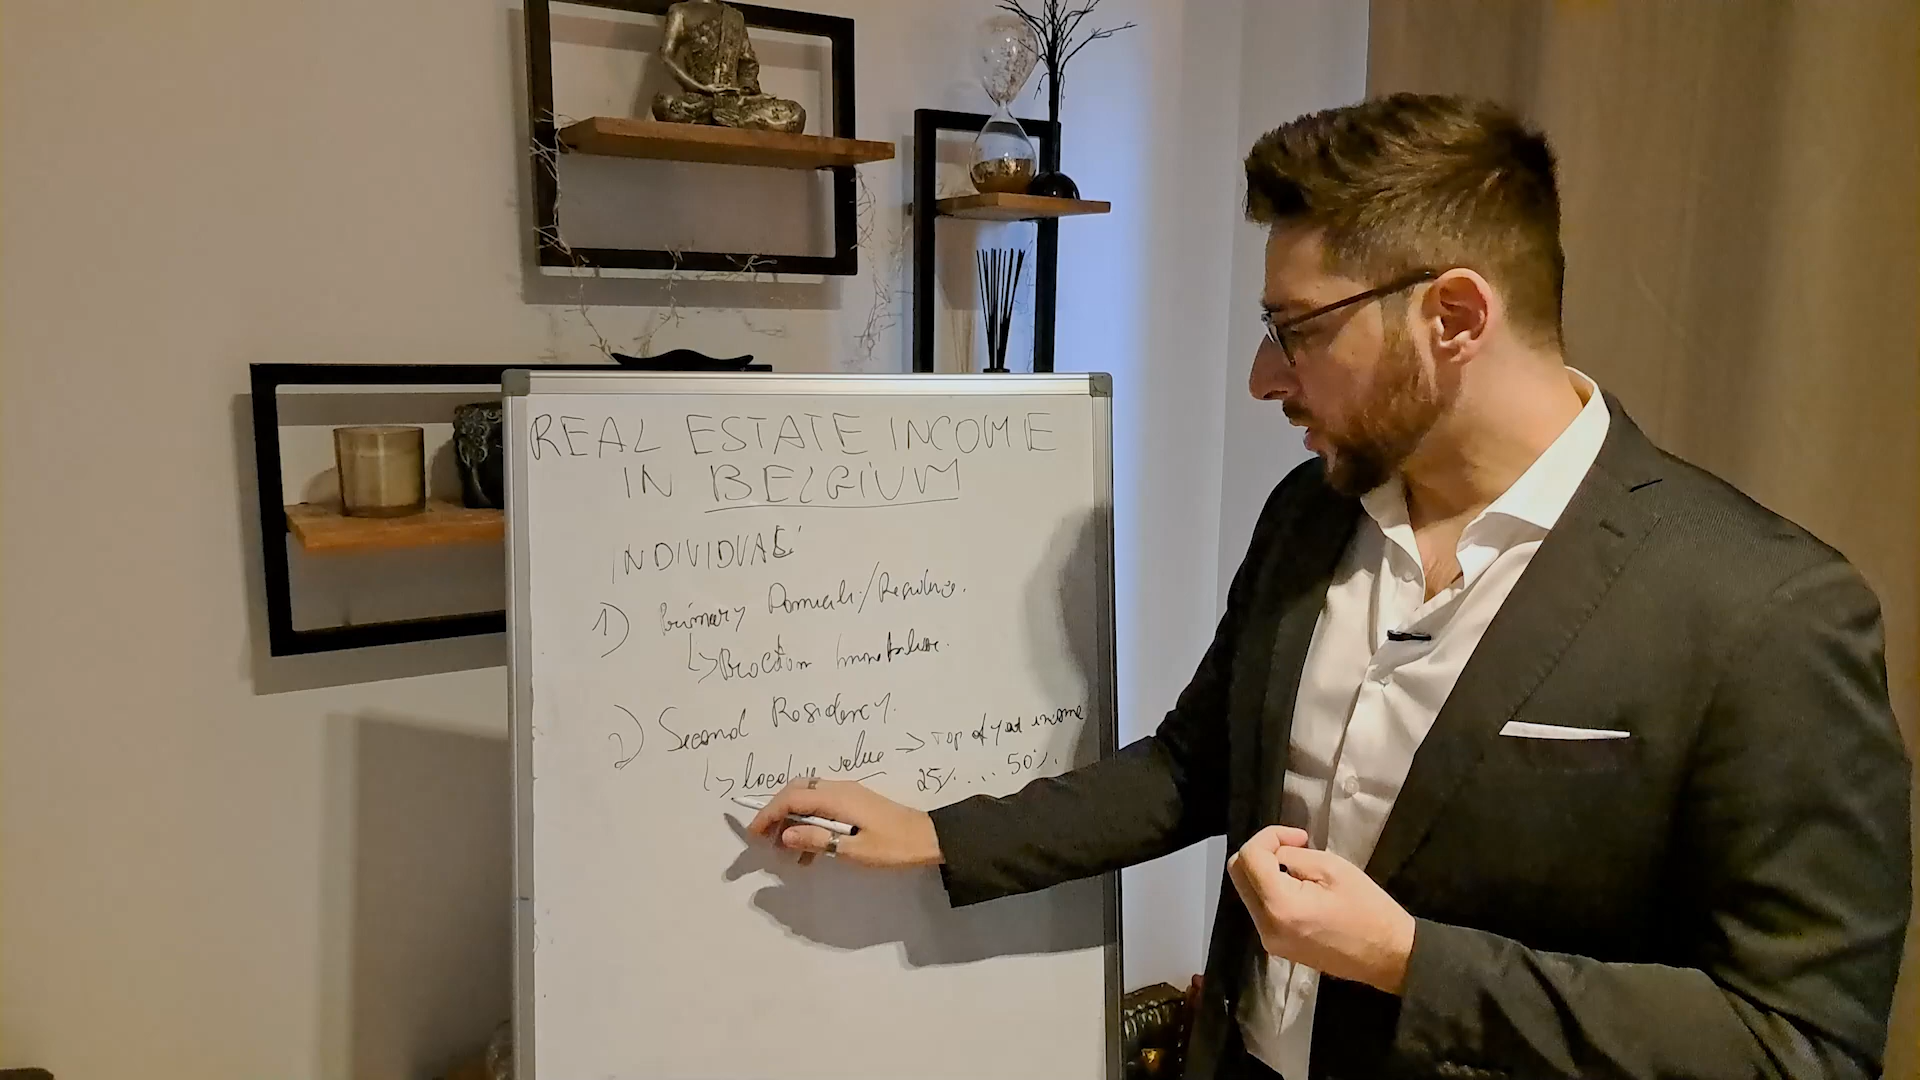 REAL ESTATE INCOME
IN BELGIUM
INDIVIDUAL
1) Primary Domicile/Residence.
↳
2) Second Residency.
↳ value → Top of your income
25% .... 50%.